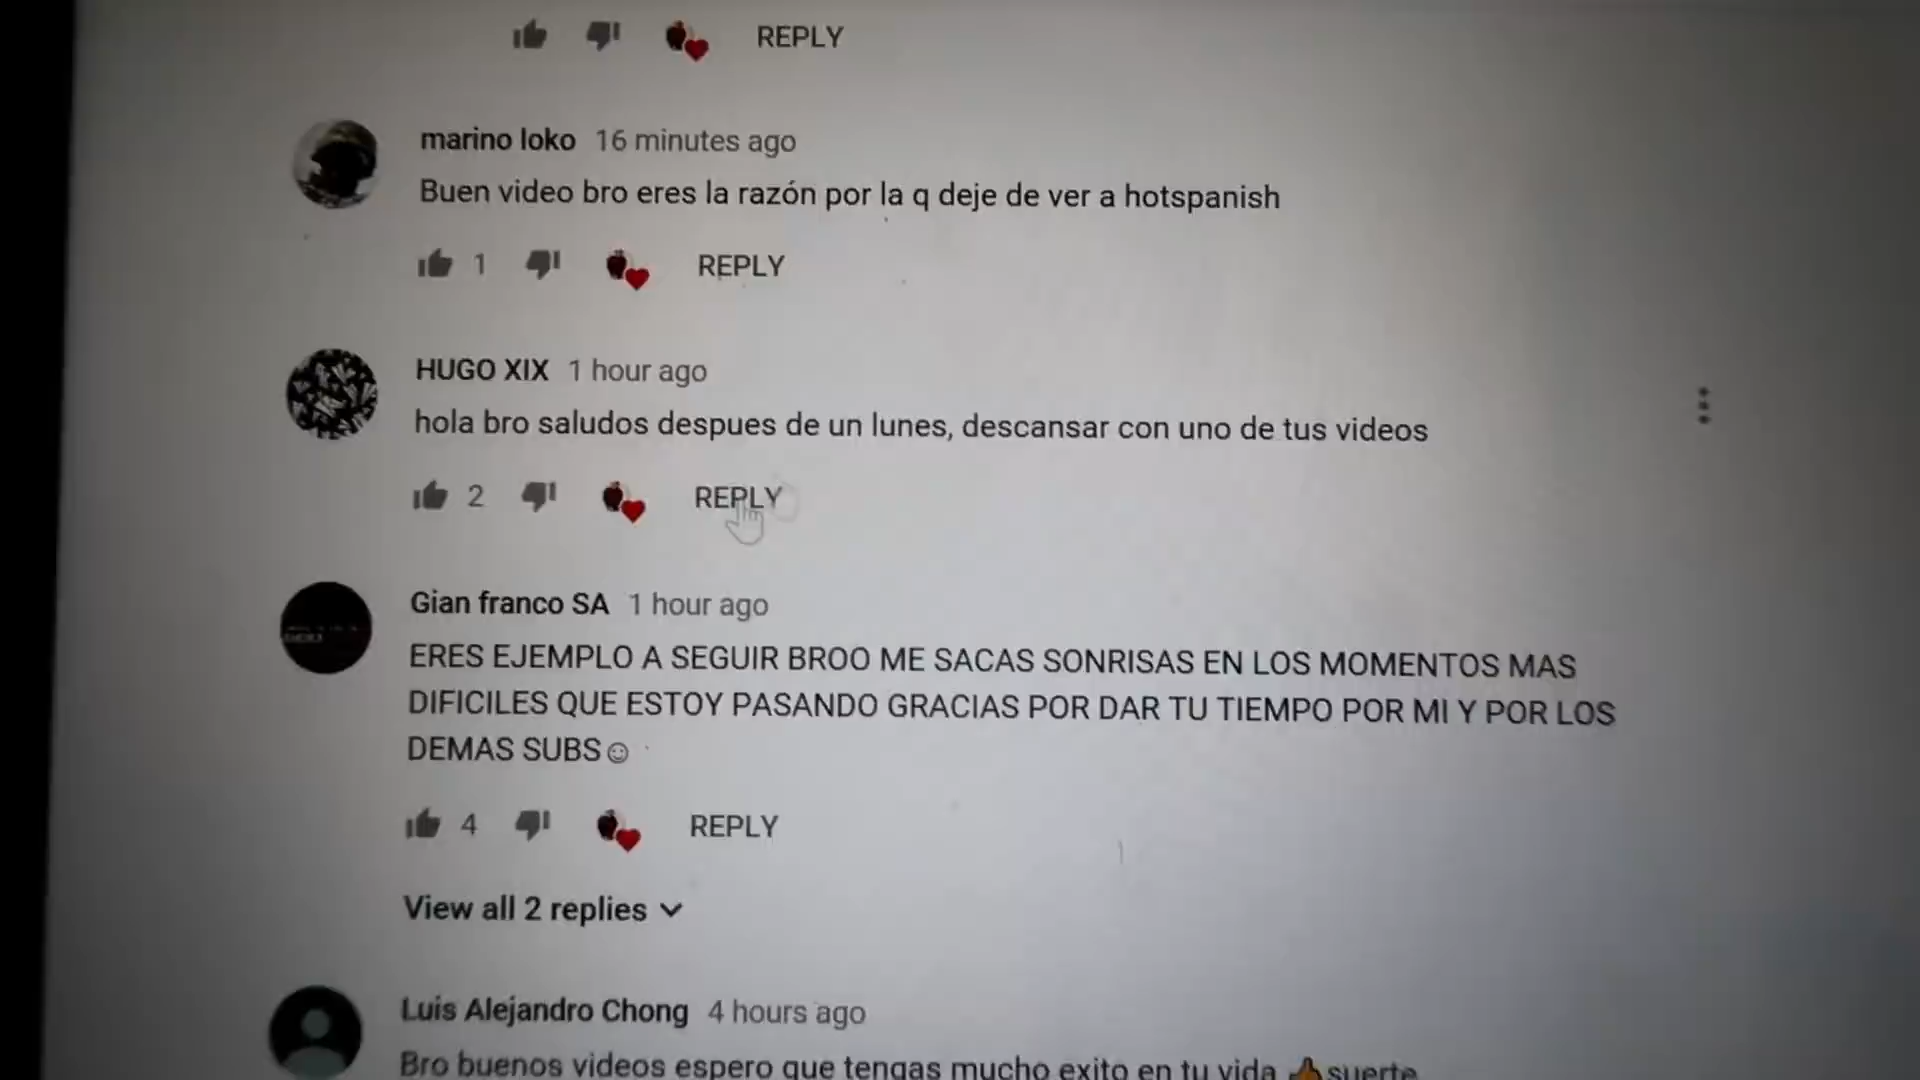 REPLY
marino loko 16 minutes ago
Buen video bro eres la razón por la q deje de ver a hotspanish
1 REPLY
HUGO XIX 1 hour ago
hola bro saludos despues de un lunes, descansar con uno de tus videos
2 REPLY
Gian franco SA 1 hour ago
ERES EJEMPLO A SEGUIR BROO ME SACAS SONRISAS EN LOS MOMENTOS MAS
DIFICILES QUE ESTOY PASANDO GRACIAS POR DAR TU TIEMPO POR MI Y POR LOS
DEMAS SUBS☺
4 REPLY
View all 2 replies
Luis Alejandro Chong 4 hours ago
Bro buenos videos espero que tengas mucho exito en tu vida 👍suerte